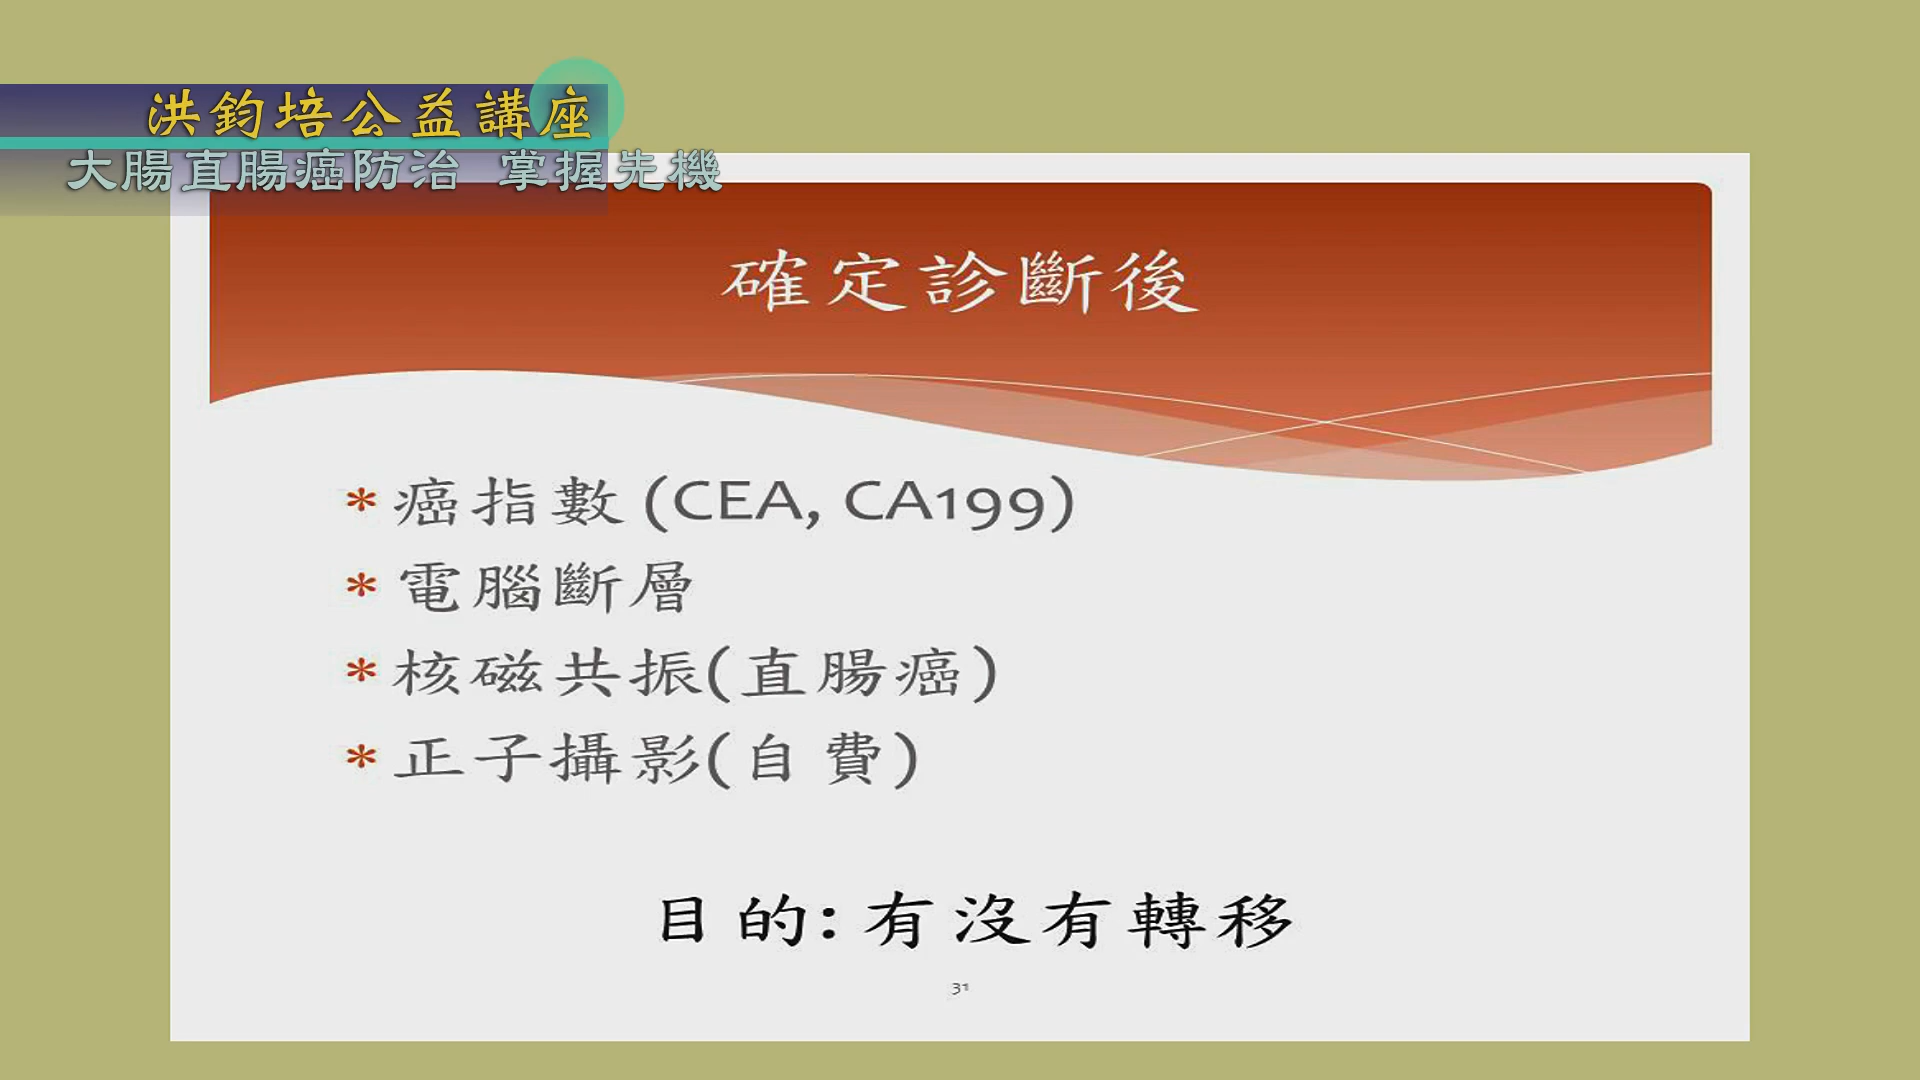 洪鈞培公益講座
大腸直腸癌防治 掌握先機
確定診斷後
* 癌指數 (CEA, CA199)
* 電腦斷層
* 核磁共振(直腸癌)
* 正子攝影(自費)
目的: 有沒有轉移
31